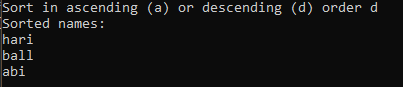 Sort in ascending (a) or descending (d) order d
Sorted names:
hari
ball
abi